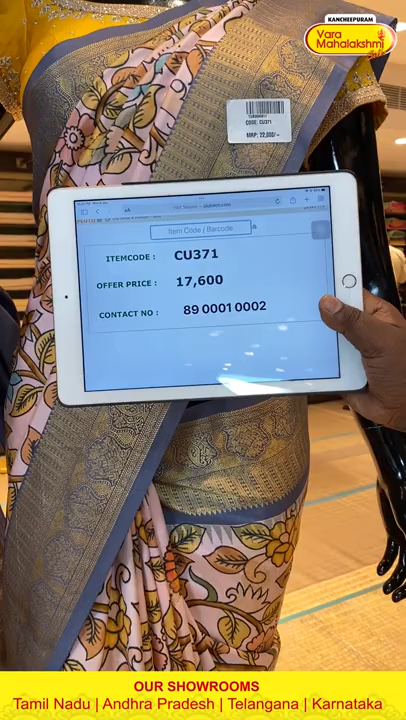 KANCHEEPURAM
Vara
Mahalakshmi
Silks
CODE: CU371
MRP: 22,000/-
Item Code / Barcode
ITEMCODE : CU371
OFFER PRICE : 17,600
CONTACT NO : 89 0001 0002
OUR SHOWROOMS
Tamil Nadu | Andhra Pradesh | Telangana | Karnataka